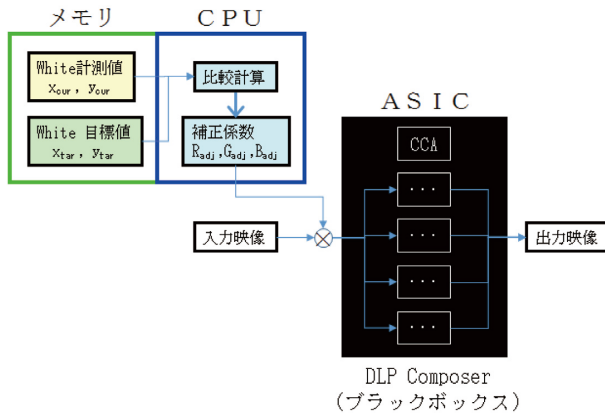 メモリ
ＣＰＵ
White計測値
xcur, ycur
比較計算
White 目標値
xtar, ytar
補正係数
Radj,Gadj,Badj
ＡＳＩＣ
CCA
...
...
...
...
入力映像
出力映像
DLP Composer
(ブラックボックス)